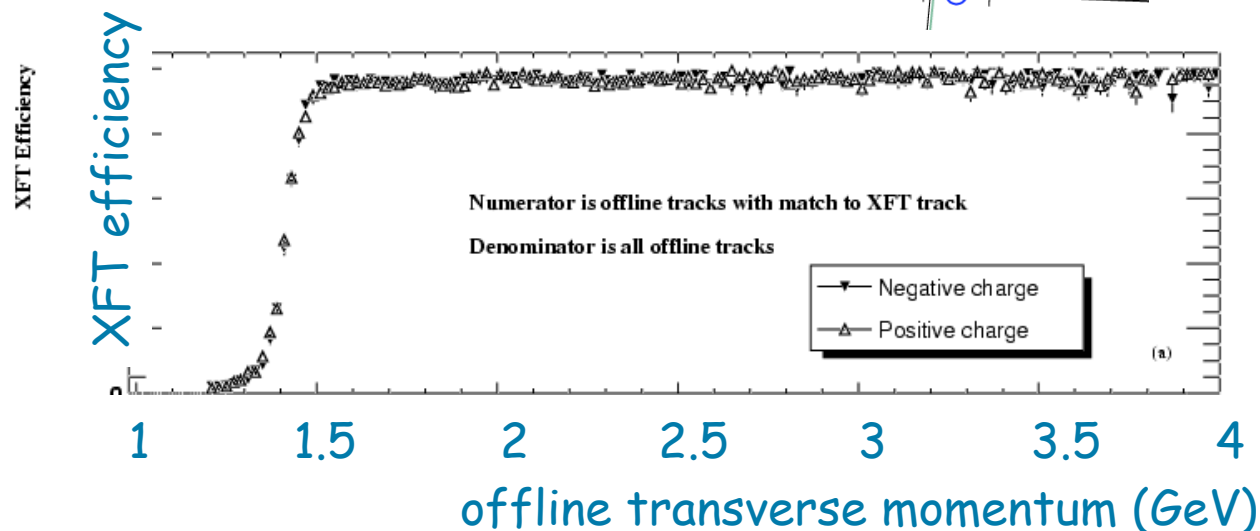 XFT Efficiency
XFT efficiency
Numerator is offline tracks with match to XFT track
Denominator is all offline tracks
Negative charge
Positive charge
(a)
0
1 1.5 2 2.5 3 3.5 4
offline transverse momentum (GeV)